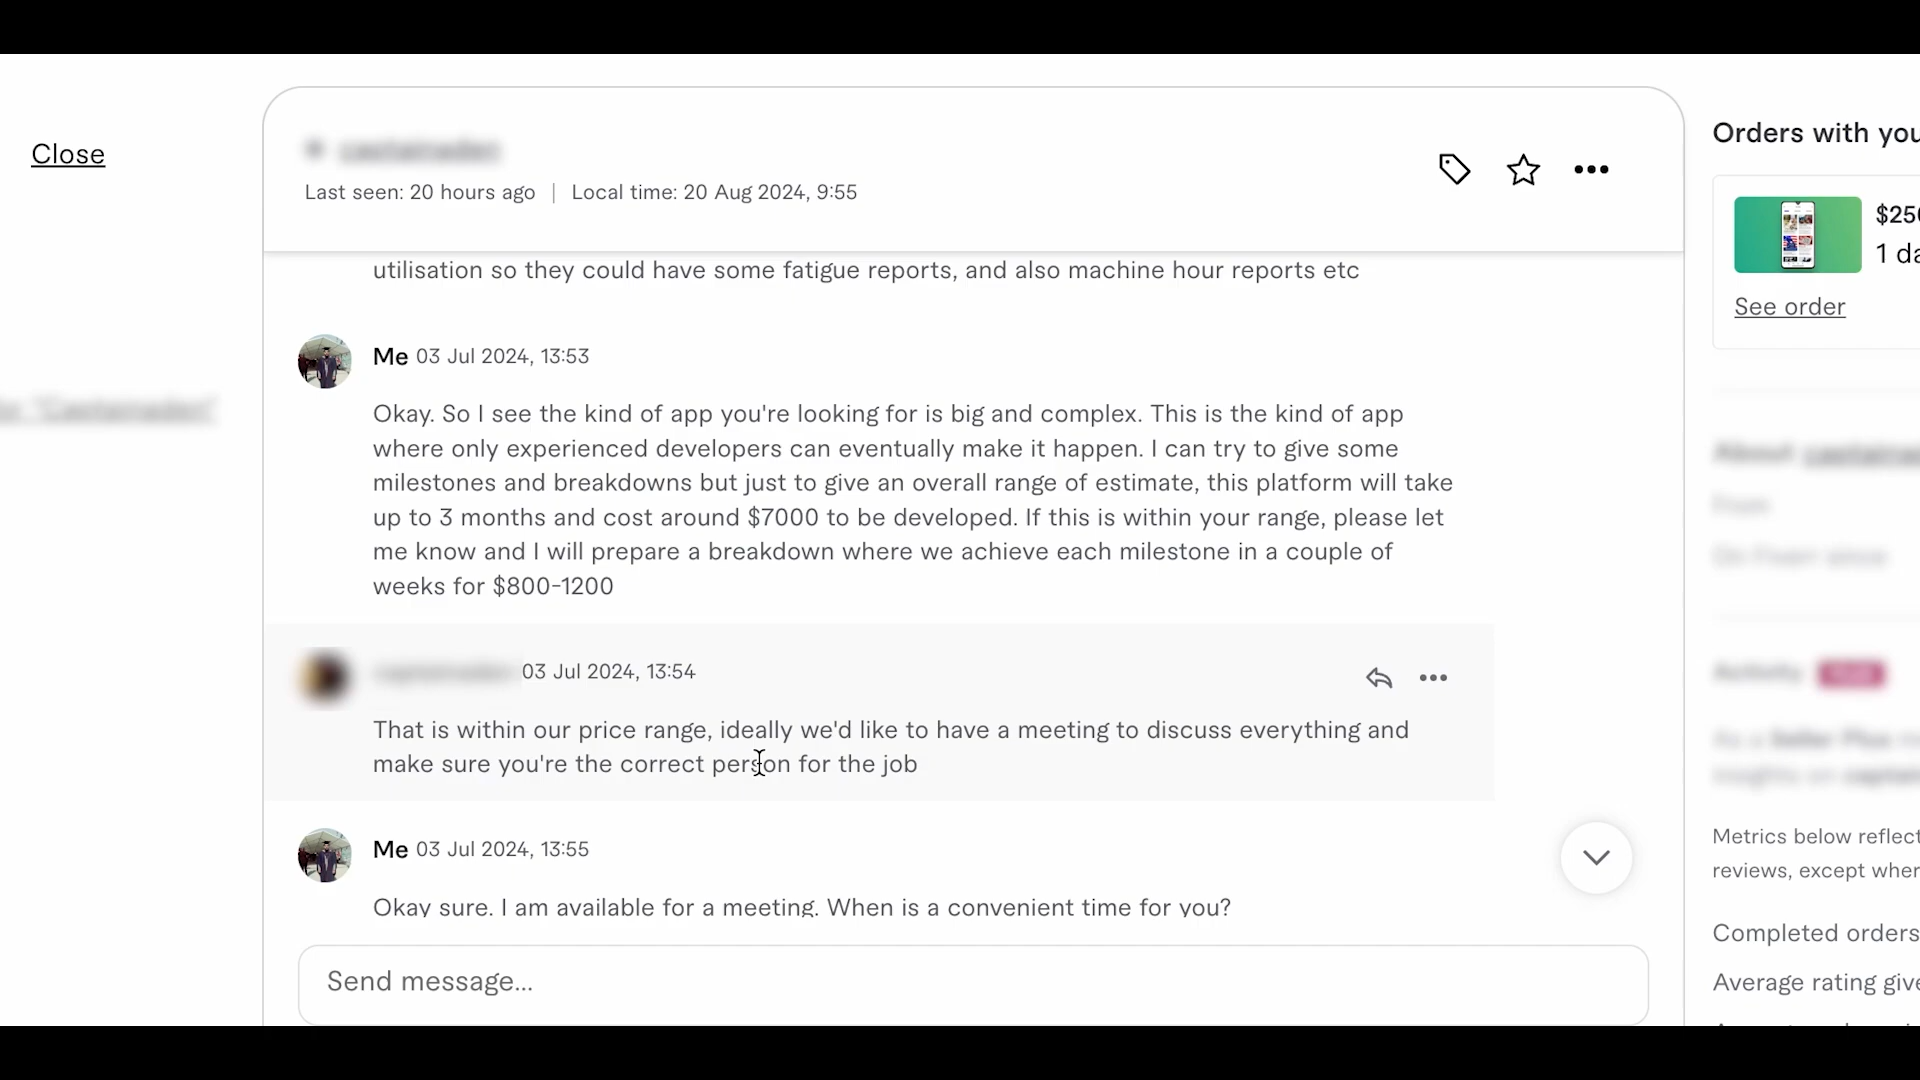 Close
Last seen: 20 hours ago | Local time: 20 Aug 2024, 9:55
utilisation so they could have some fatigue reports, and also machine hour reports etc
Me 03 Jul 2024, 13:53
Okay. So I see the kind of app you're looking for is big and complex. This is the kind of app
where only experienced developers can eventually make it happen. I can try to give some
milestones and breakdowns but just to give an overall range of estimate, this platform will take
up to 3 months and cost around $7000 to be developed. If this is within your range, please let
me know and I will prepare a breakdown where we achieve each milestone in a couple of
weeks for $800-1200
03 Jul 2024, 13:54
That is within our price range, ideally we'd like to have a meeting to discuss everything and
make sure you're the correct person for the job
Me 03 Jul 2024, 13:55
Okay sure. I am available for a meeting. When is a convenient time for you?
Send message...
Orders with you
$250
1 da
See order
Metrics below reflect
reviews, except wher
Completed orders
Average rating give